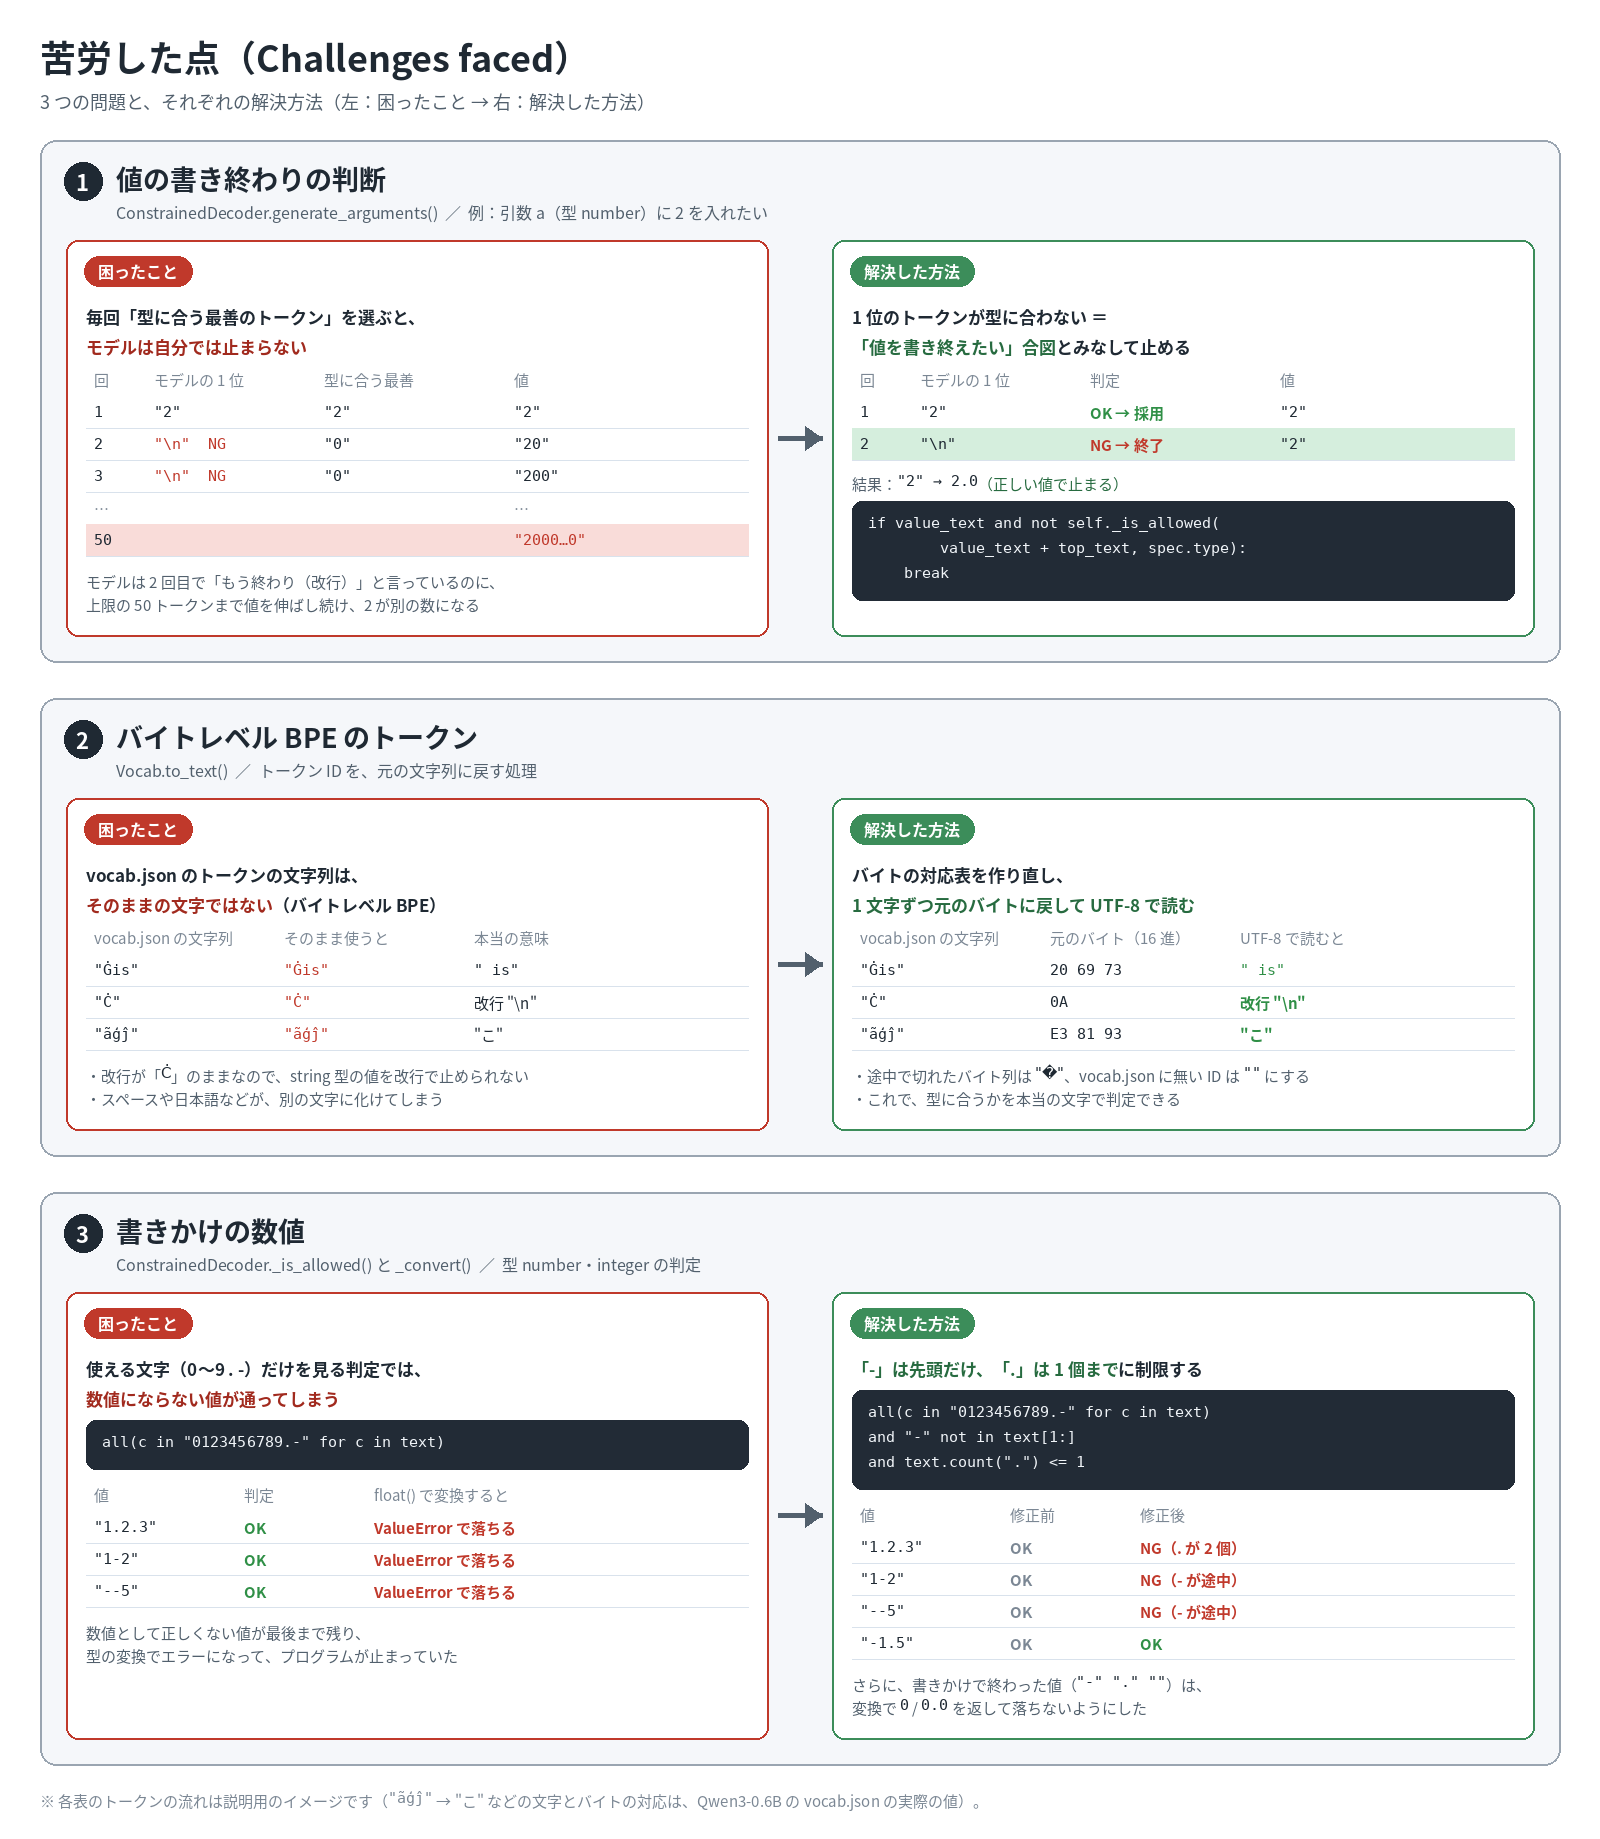 苦労した点（Challenges faced）
3 つの問題と、それぞれの解決方法（左：困ったこと → 右：解決した方法）
1 値の書き終わりの判断
ConstrainedDecoder.generate_arguments() ／ 例：引数 a（型 number）に 2 を入れたい
困ったこと
毎回「型に合う最善のトークン」を選ぶと、
モデルは自分では止まらない
回 モデルの 1 位 型に合う最善 値
1 "2" "2" "2"
2 "\n" NG "0" "20"
3 "\n" NG "0" "200"
… …
50 "2000…0"
モデルは 2 回目で「もう終わり（改行）」と言っているのに、
上限の 50 トークンまで値を伸ばし続け、2 が別の数になる
解決した方法
1 位のトークンが型に合わない ＝
「値を書き終えたい」合図とみなして止める
回 モデルの 1 位 判定 値
1 "2" OK → 採用 "2"
2 "\n" NG → 終了 "2"
結果："2" → 2.0（正しい値で止まる）
if value_text and not self._is_allowed(
value_text + top_text, spec.type):
break
2 バイトレベル BPE のトークン
Vocab.to_text() ／ トークン ID を、元の文字列に戻す処理
困ったこと
vocab.json のトークンの文字列は、
そのままの文字ではない（バイトレベル BPE）
vocab.json の文字列 そのまま使うと 本当の意味
"Ġis" "Ġis" " is"
"Ċ" "Ċ" 改行 "\n"
"ãģĵ" "ãģĵ" "こ"
・改行が「Ċ」のままなので、string 型の値を改行で止められない
・スペースや日本語などが、別の文字に化けてしまう
解決した方法
バイトの対応表を作り直し、
1 文字ずつ元のバイトに戻して UTF-8 で読む
vocab.json の文字列 元のバイト（16 進） UTF-8 で読むと
"Ġis" 20 69 73 " is"
"Ċ" 0A 改行 "\n"
"ãģĵ" E3 81 93 "こ"
・途中で切れたバイト列は "�"、vocab.json に無い ID は "" にする
・これで、型に合うかを本当の文字で判定できる
3 書きかけの数値
ConstrainedDecoder._is_allowed() と _convert() ／ 型 number・integer の判定
困ったこと
使える文字（0〜9 . -）だけを見る判定では、
数値にならない値が通ってしまう
all(c in "0123456789.-" for c in text)
値 判定 float() で変換すると
"1.2.3" OK ValueError で落ちる
"1-2" OK ValueError で落ちる
"--5" OK ValueError で落ちる
数値として正しくない値が最後まで残り、
型の変換でエラーになって、プログラムが止まっていた
解決した方法
「-」は先頭だけ、「.」は 1 個までに制限する
all(c in "0123456789.-" for c in text)
and "-" not in text[1:]
and text.count(".") <= 1
値 修正前 修正後
"1.2.3" OK NG（. が 2 個）
"1-2" OK NG（- が途中）
"--5" OK NG（- が途中）
"-1.5" OK OK
さらに、書きかけで終わった値（"-" "." ""）は、
変換で 0 / 0.0 を返して落ちないようにした
※ 各表のトークンの流れは説明用のイメージです（"ãģĵ" → "こ" などの文字とバイトの対応は、Qwen3-0.6B の vocab.json の実際の値）。